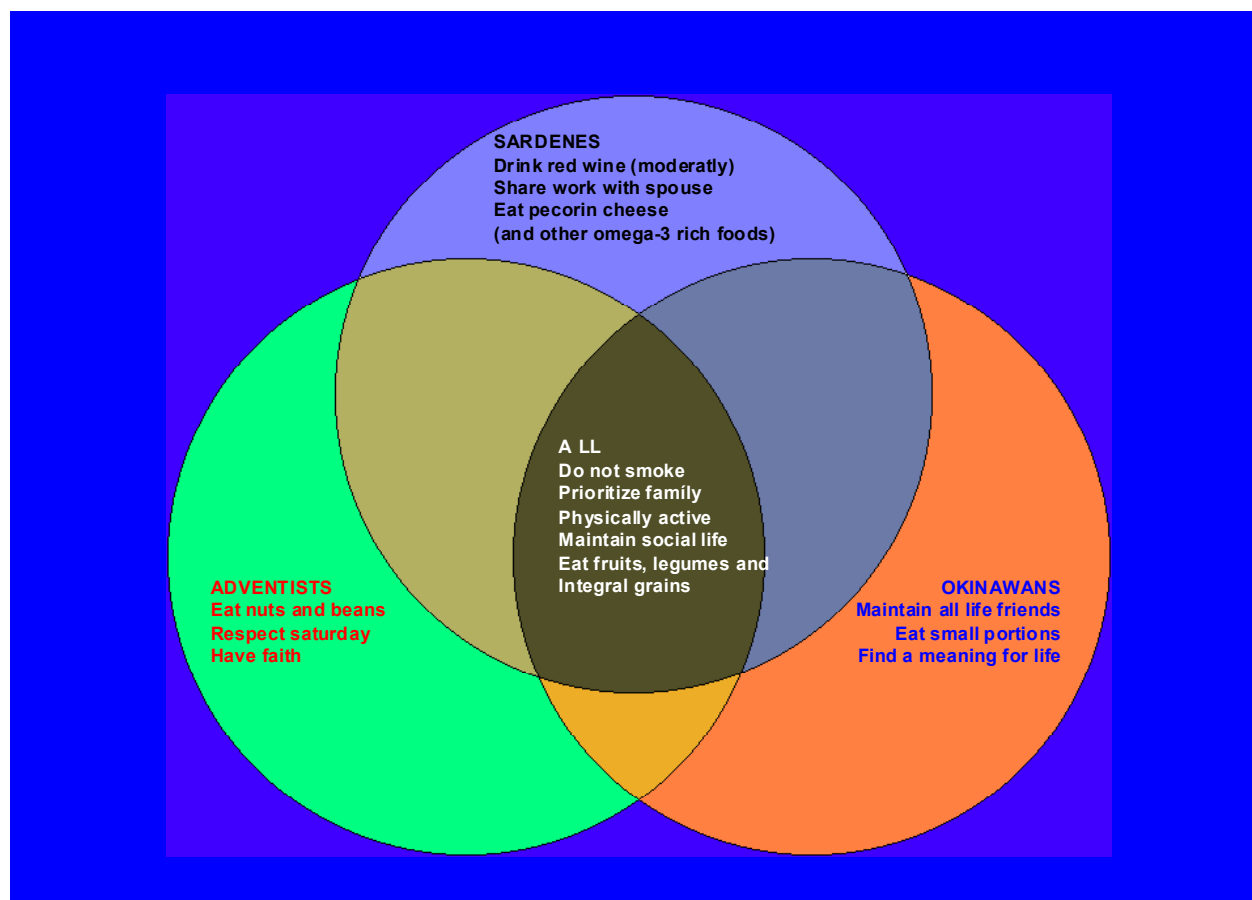 SARDENES
Drink red wine (moderatly)
Share work with spouse
Eat pecorin cheese
(and other omega-3 rich foods)
A LL
Do not smoke
Prioritize famíly
Physically active
Maintain social life
Eat fruits, legumes and
Integral grains
ADVENTISTS
Eat nuts and beans
Respect saturday
Have faith
OKINAWANS
Maintain all life friends
Eat small portions
Find a meaning for life